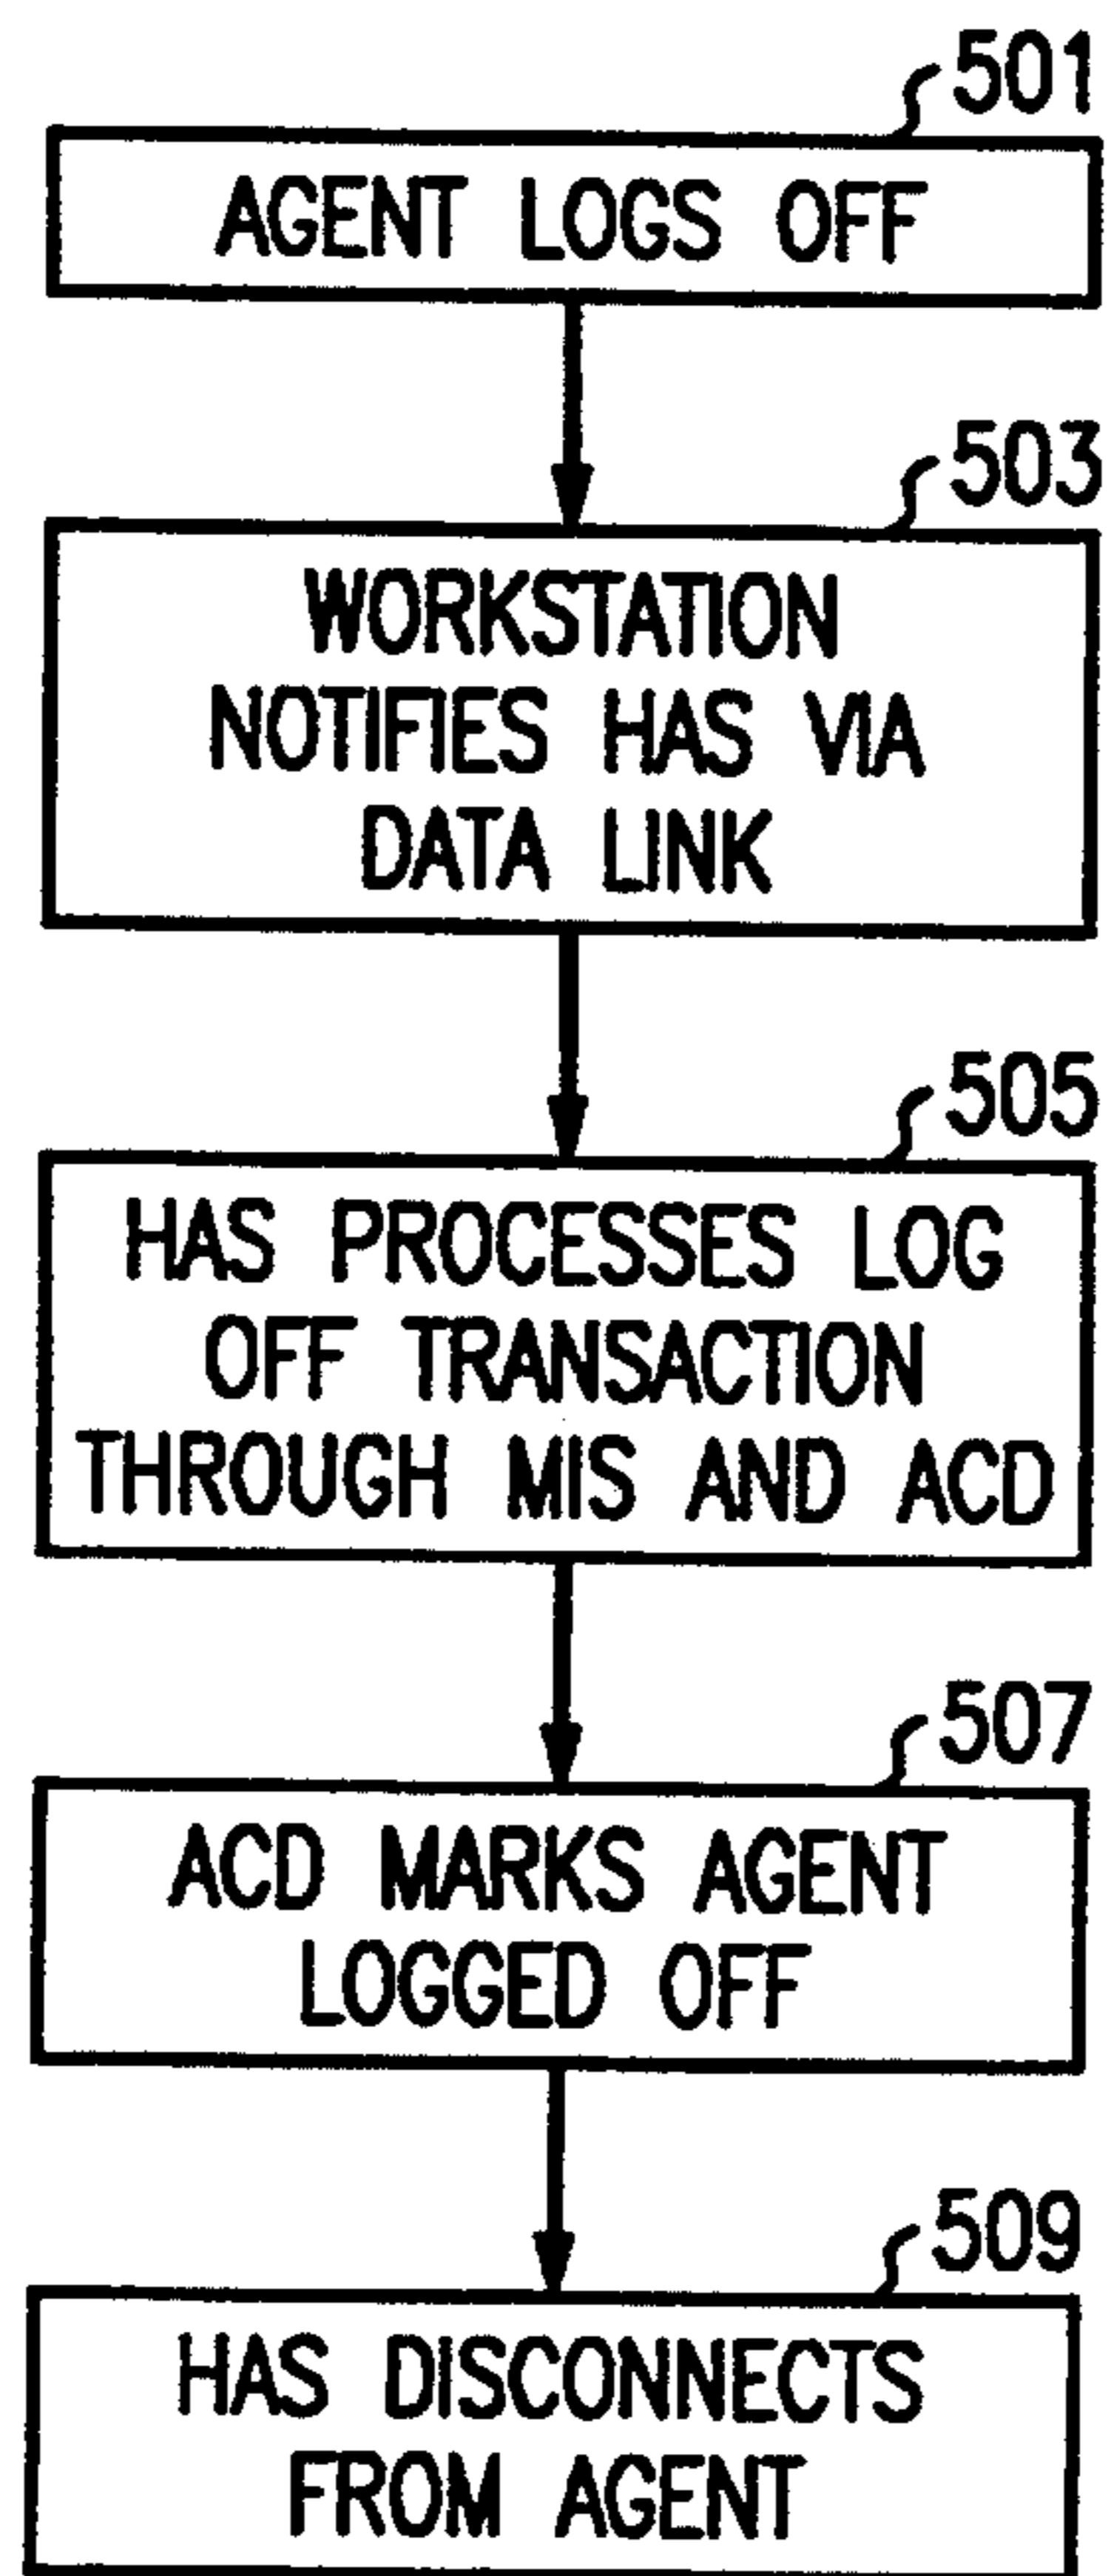 501
AGENT LOGS OFF
503
WORKSTATION
NOTIFIES HAS VIA
DATA LINK
505
HAS PROCESSES LOG
OFF TRANSACTION
THROUGH MIS AND ACD
507
ACD MARKS AGENT
LOGGED OFF
509
HAS DISCONNECTS
FROM AGENT